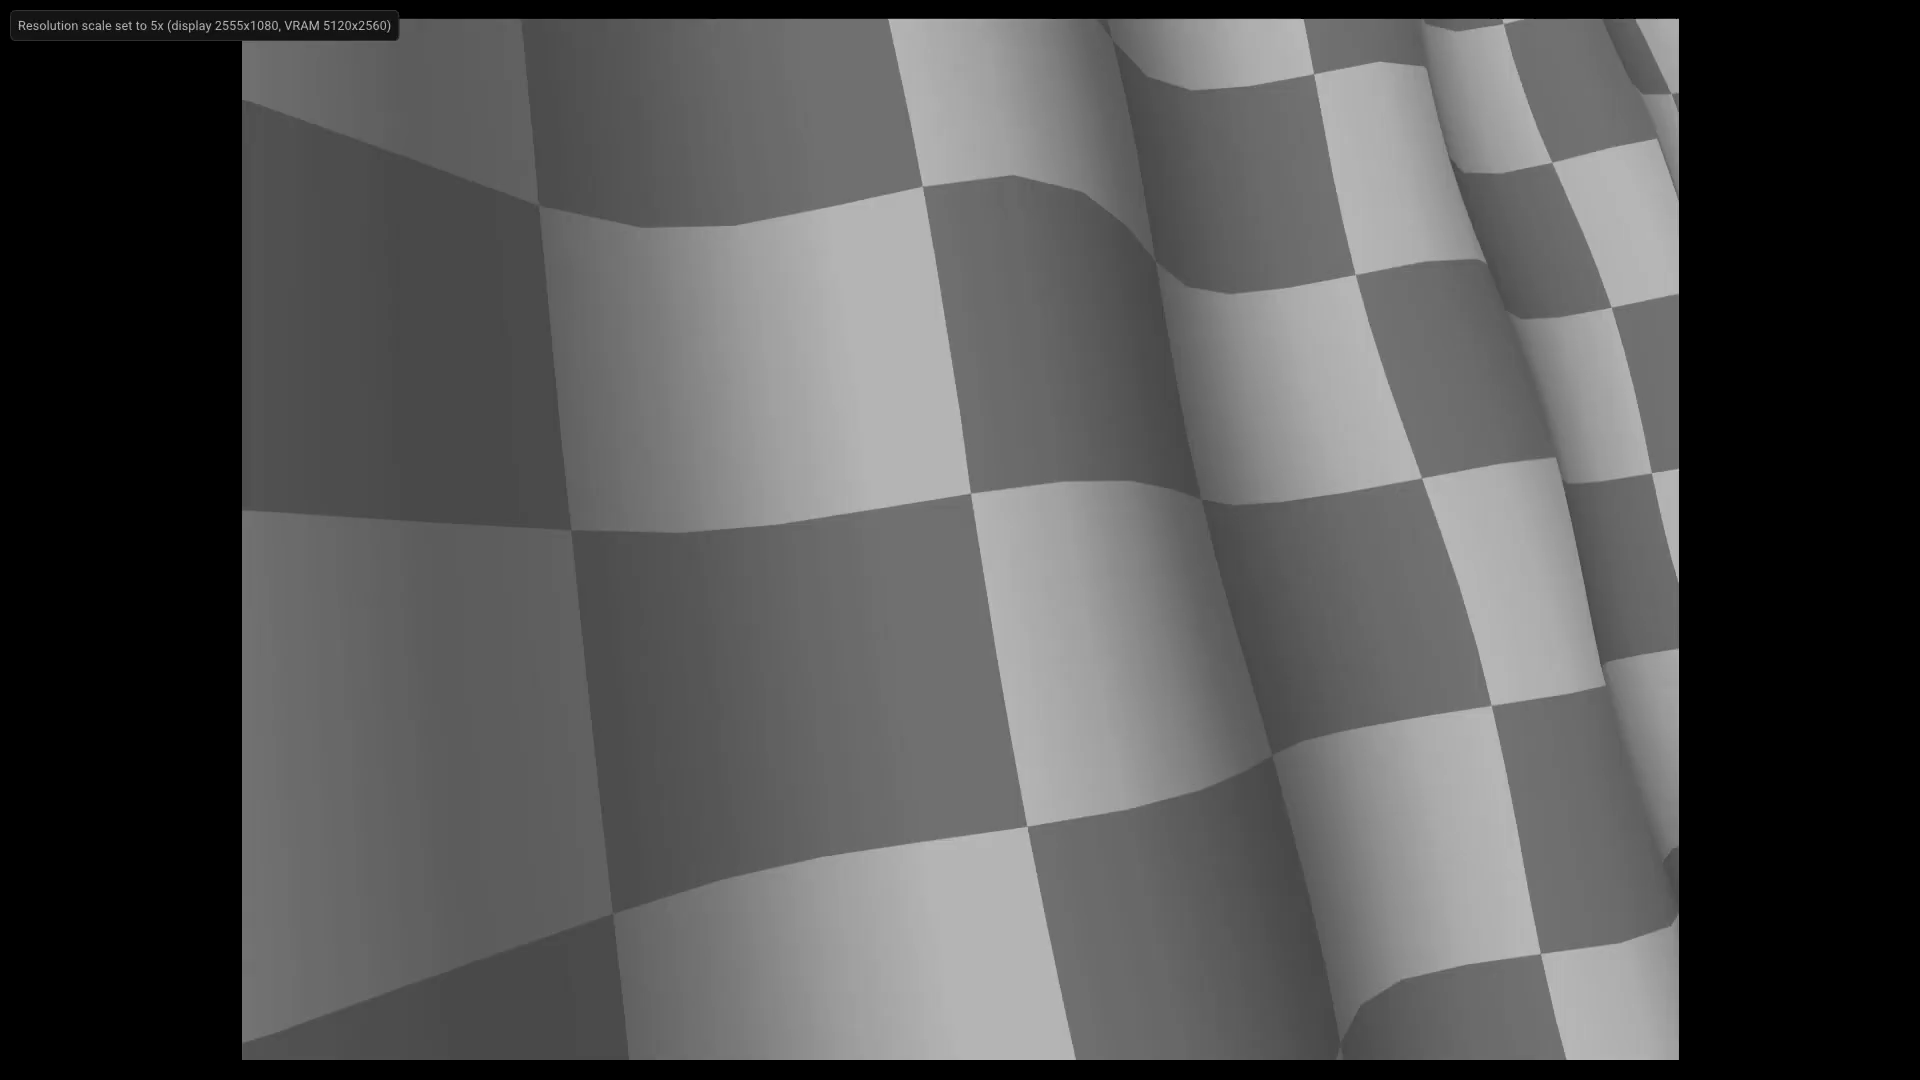 Resolution scale set to 5x (display 2555x1080, VRAM 5120x2560)